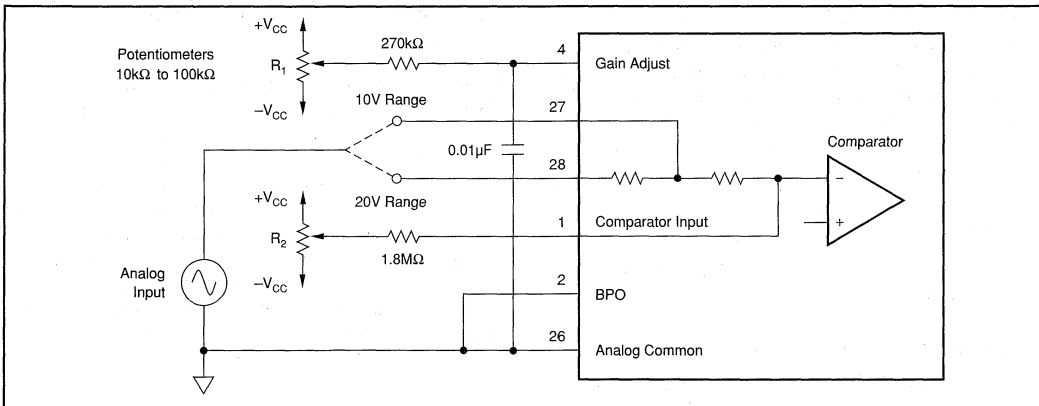 Potentiometers
10kΩ to 100kΩ
+VCC
R1
−VCC
270kΩ
4
Gain Adjust
10V Range
27
0.01µF
28
20V Range
Comparator
−
+
+VCC
R2
−VCC
1.8MΩ
1
Comparator Input
Analog
Input
2
BPO
26
Analog Common